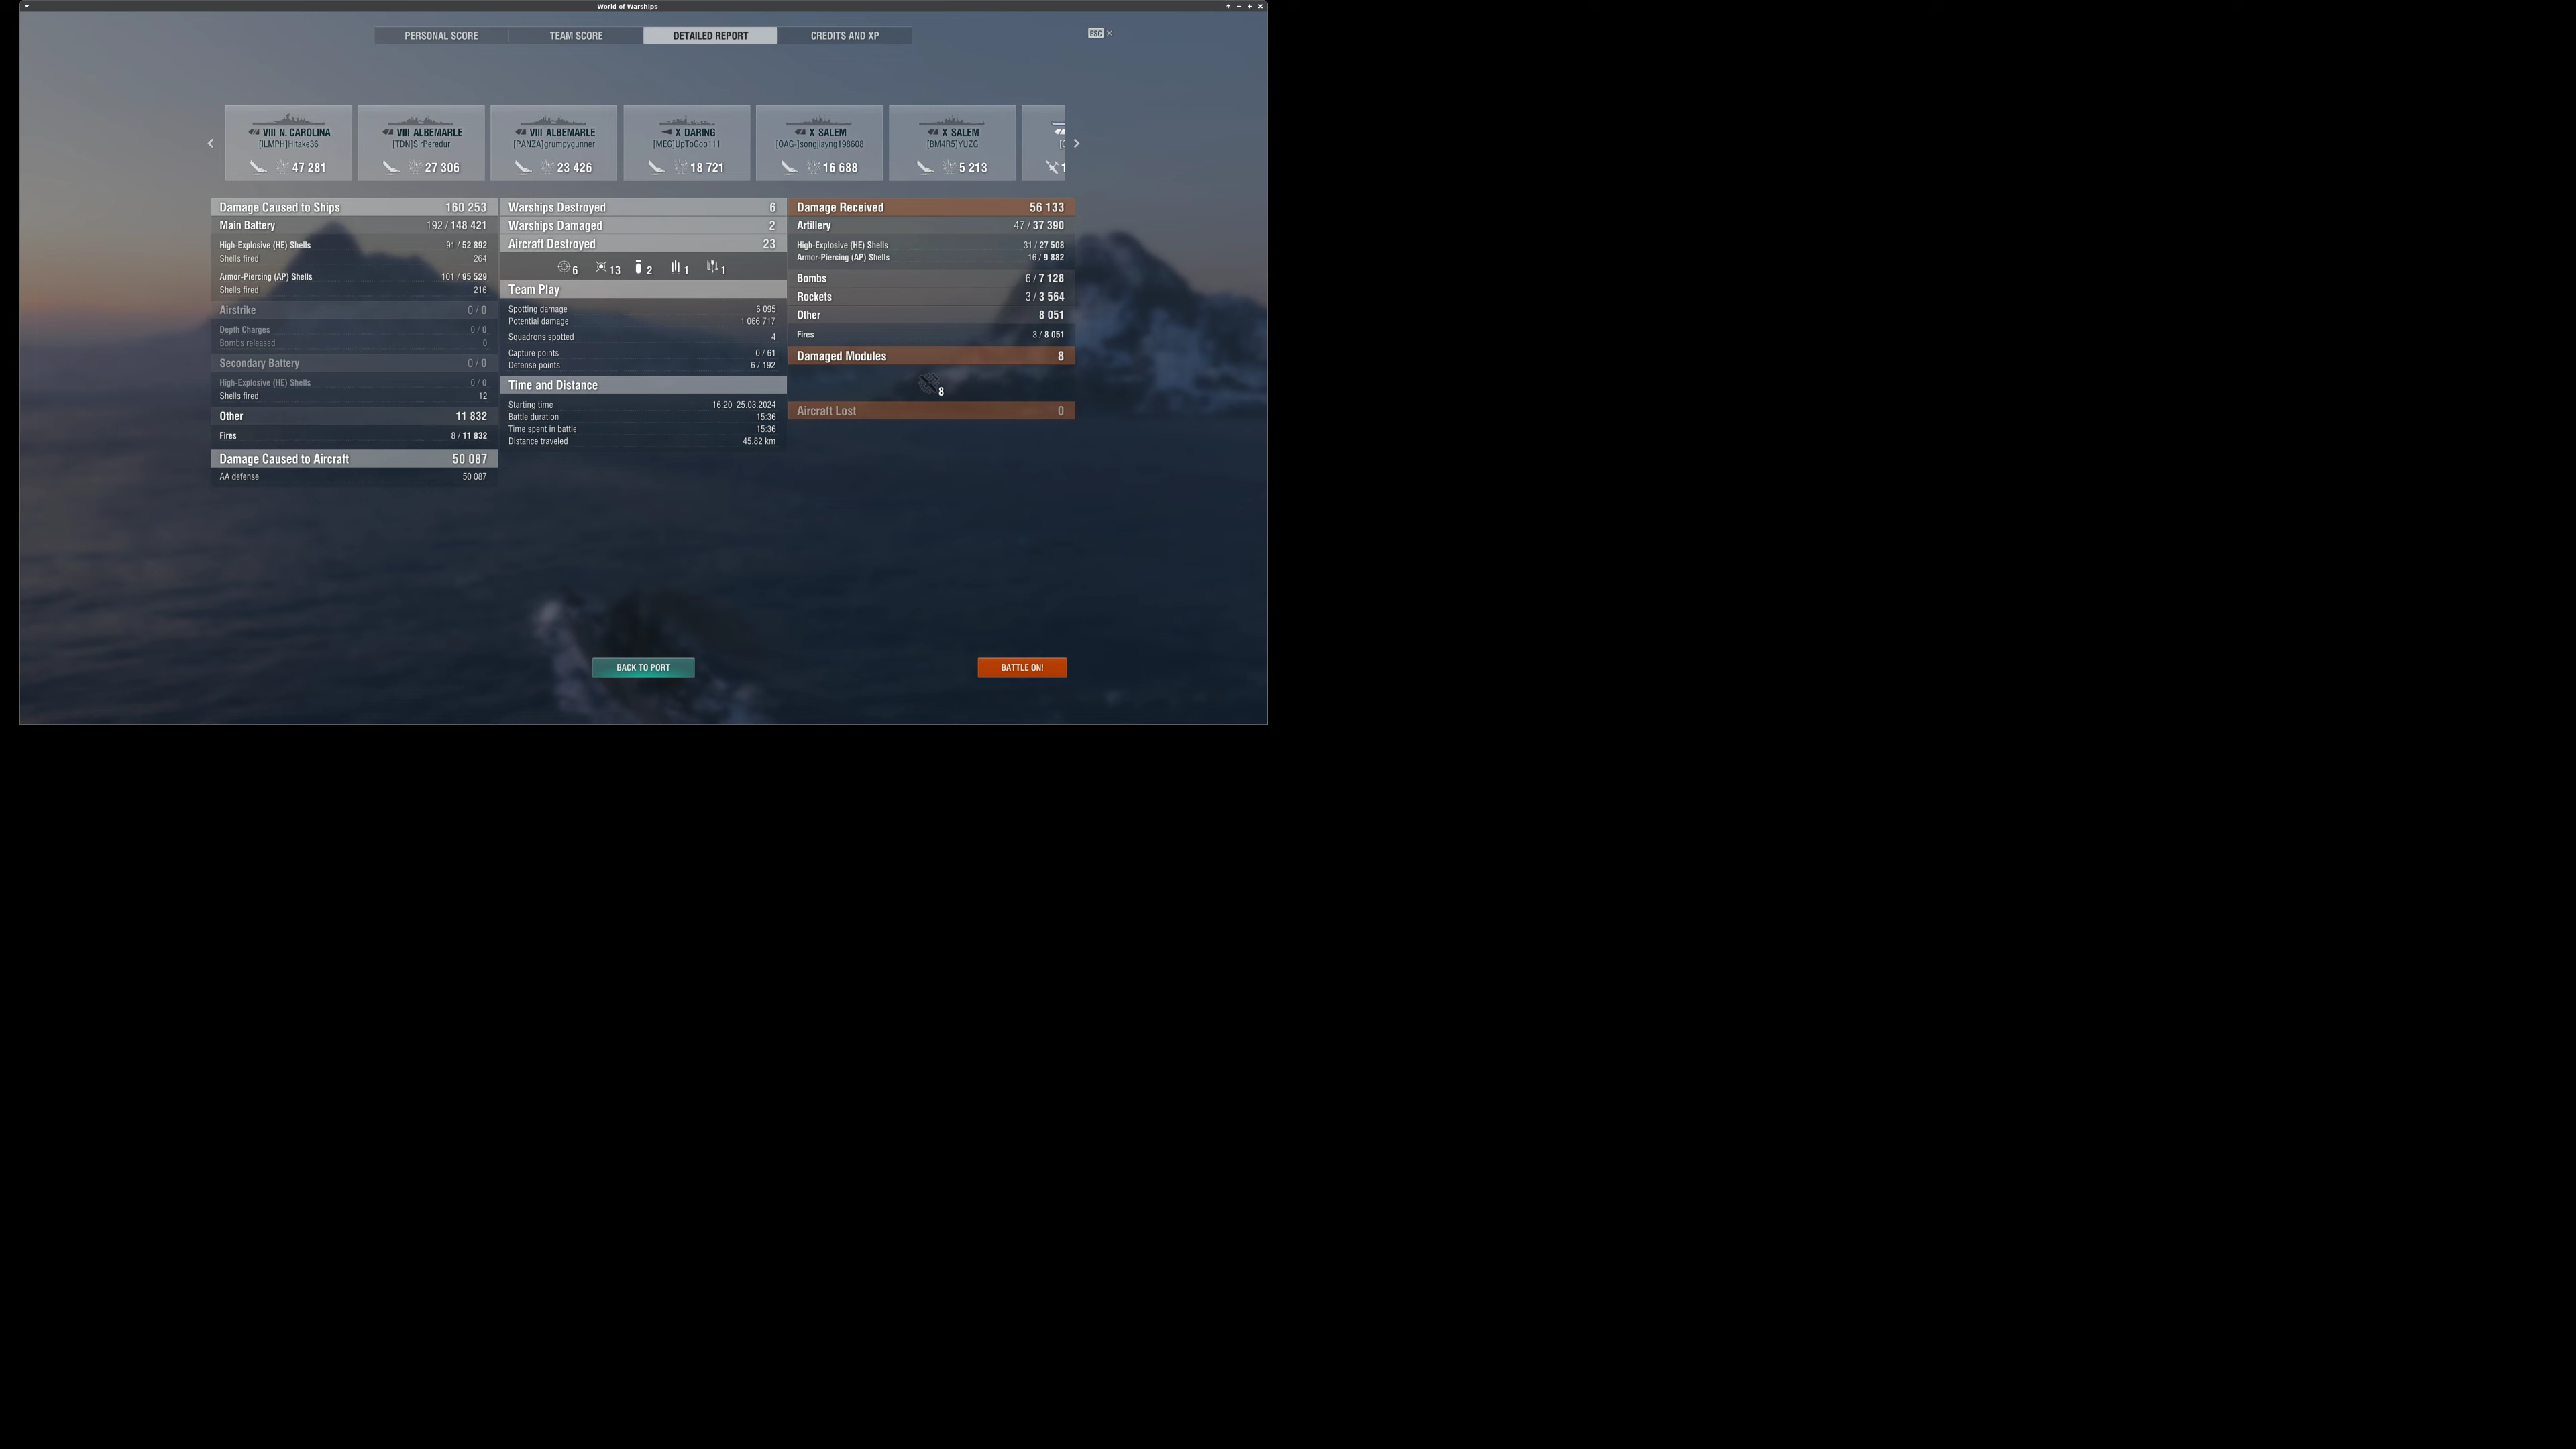 World of Warships
PERSONAL SCORE TEAM SCORE DETAILED REPORT CREDITS AND XP ESC ×
VIII N. CAROLINA
[ILMPH]Hitake36
47 281
VIII ALBEMARLE
[TDN]SirPeredur
27 306
VIII ALBEMARLE
[PANZA]grumpygunner
23 426
X DARING
[MEG]UpToGoo111
18 721
X SALEM
[OAG-]songjiayng198608
16 688
X SALEM
[BM4R5]YUZG
5 213
Damage Caused to Ships 160 253
Main Battery 192 / 148 421
High-Explosive (HE) Shells 91 / 52 892
Shells fired 264
Armor-Piercing (AP) Shells 101 / 95 529
Shells fired 216
Airstrike 0 / 0
Depth Charges 0 / 0
Bombs released 0
Secondary Battery 0 / 0
High-Explosive (HE) Shells 0 / 0
Shells fired 12
Other 11 832
Fires 8 / 11 832
Damage Caused to Aircraft 50 087
AA defense 50 087
Warships Destroyed 6
Warships Damaged 2
Aircraft Destroyed 23
6 13 2 1 1
Team Play
Spotting damage 6 095
Potential damage 1 066 717
Squadrons spotted 4
Capture points 0 / 61
Defense points 6 / 192
Time and Distance
Starting time 16:20 25.03.2024
Battle duration 15:36
Time spent in battle 15:36
Distance traveled 45.82 km
Damage Received 56 133
Artillery 47 / 37 390
High-Explosive (HE) Shells 31 / 27 508
Armor-Piercing (AP) Shells 16 / 9 882
Bombs 6 / 7 128
Rockets 3 / 3 564
Other 8 051
Fires 3 / 8 051
Damaged Modules 8
8
Aircraft Lost 0
BACK TO PORT BATTLE ON!